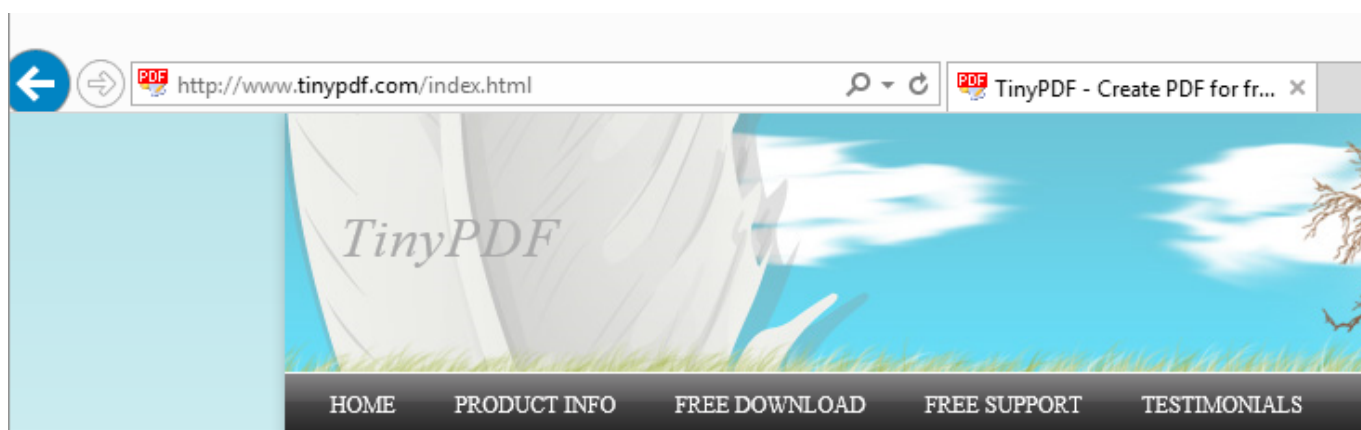 http://www.tinypdf.com/index.html
TinyPDF - Create PDF for fr...
TinyPDF
HOME PRODUCT INFO FREE DOWNLOAD FREE SUPPORT TESTIMONIALS